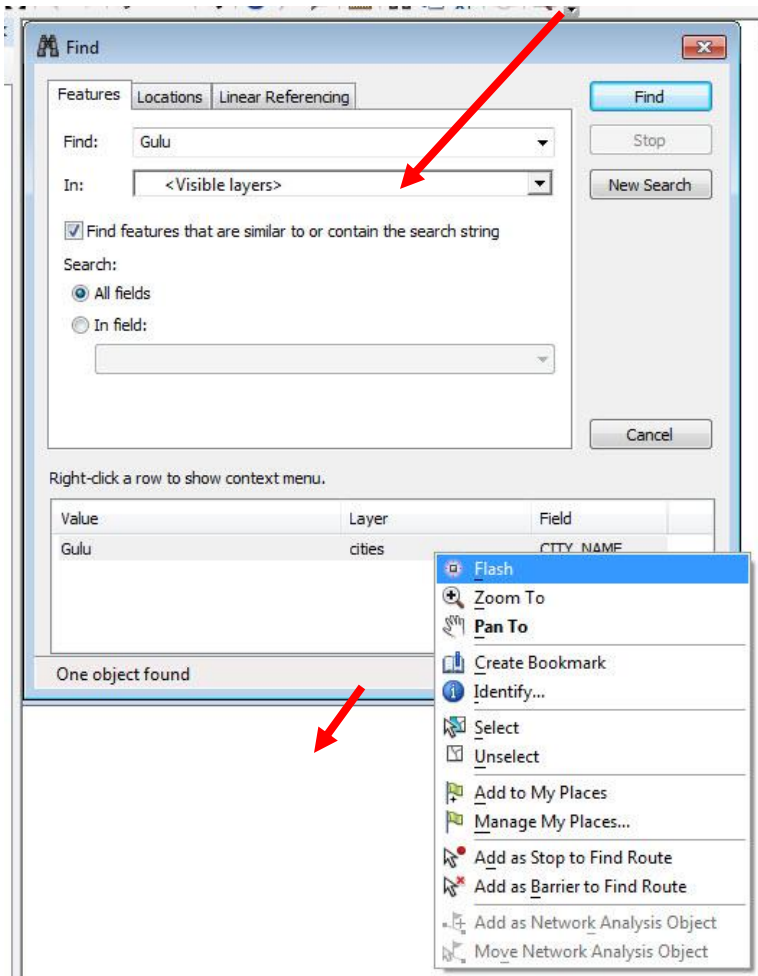 Find
Features Locations Linear Referencing
Find
Find: Gulu
Stop
In: <Visible layers>
New Search
Find features that are similar to or contain the search string
Search:
All fields
In field:
Cancel
Right-click a row to show context menu.
Value Layer Field
Gulu cities CITY_NAME
Flash
Zoom To
Pan To
Create Bookmark
Identify...
One object found
Select
Unselect
Add to My Places
Manage My Places...
Add as Stop to Find Route
Add as Barrier to Find Route
Add as Network Analysis Object
Move Network Analysis Object